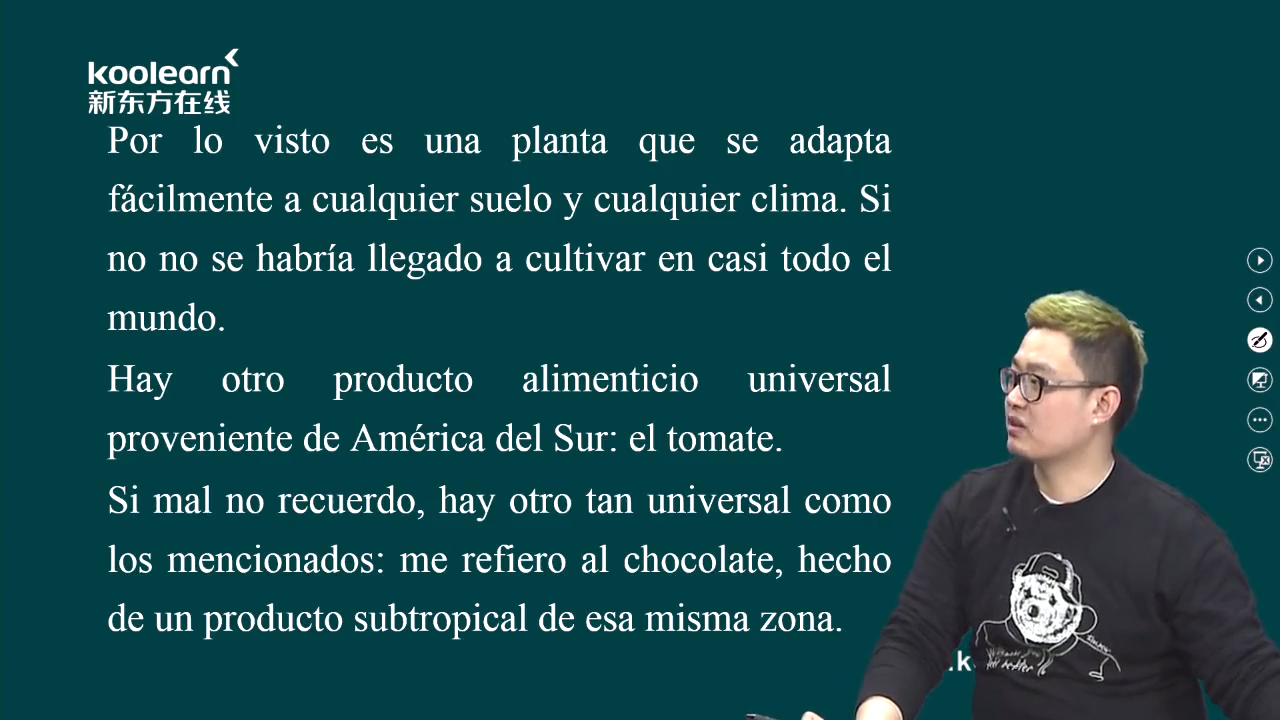 koolearn
新东方在线
Por lo visto es una planta que se adapta
fácilmente a cualquier suelo y cualquier clima. Si
no no se habría llegado a cultivar en casi todo el
mundo.
Hay otro producto alimenticio universal
proveniente de América del Sur: el tomate.
Si mal no recuerdo, hay otro tan universal como
los mencionados: me refiero al chocolate, hecho
de un producto subtropical de esa misma zona.